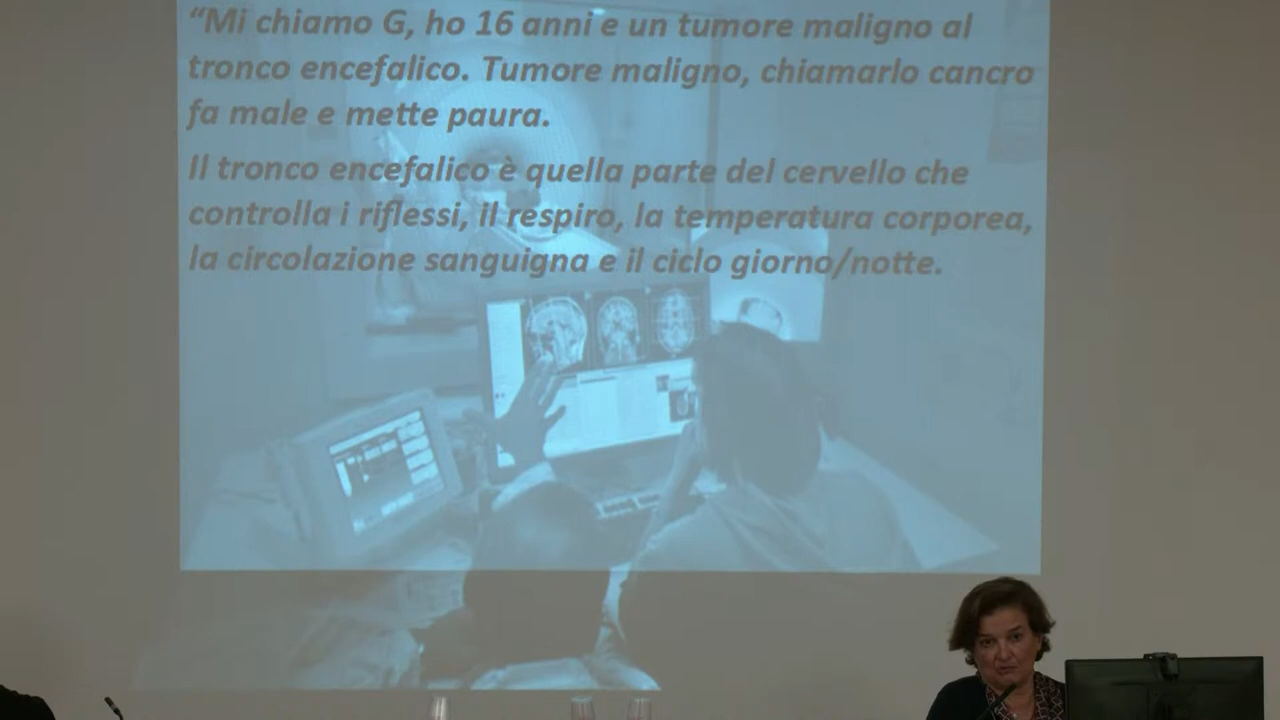 “Mi chiamo G, ho 16 anni e un tumore maligno al
tronco encefalico. Tumore maligno, chiamarlo cancro
fa male e mette paura.
Il tronco encefalico è quella parte del cervello che
controlla i riflessi, il respiro, la temperatura corporea,
la circolazione sanguigna e il ciclo giorno/notte.